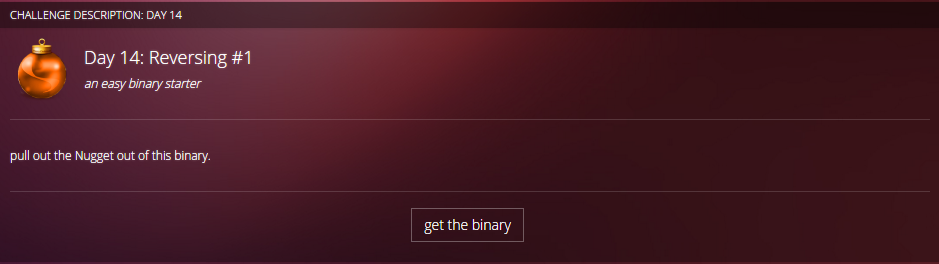 CHALLENGE DESCRIPTION: DAY 14
Day 14: Reversing #1
an easy binary starter
pull out the Nugget out of this binary.
get the binary